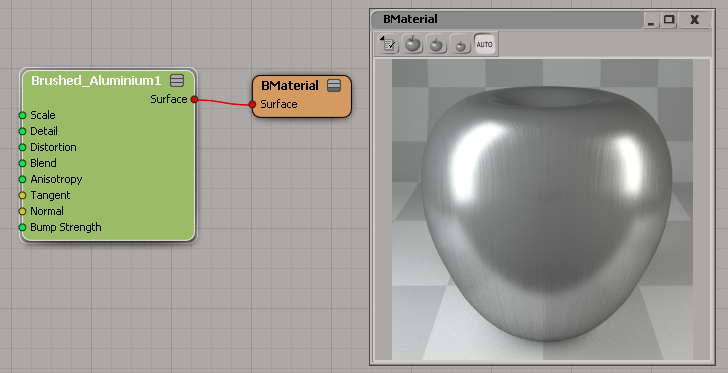 Brushed_Aluminium1
Surface
Scale
Detail
Distortion
Blend
Anisotropy
Tangent
Normal
Bump Strength
BMaterial
Surface
BMaterial
AUTO